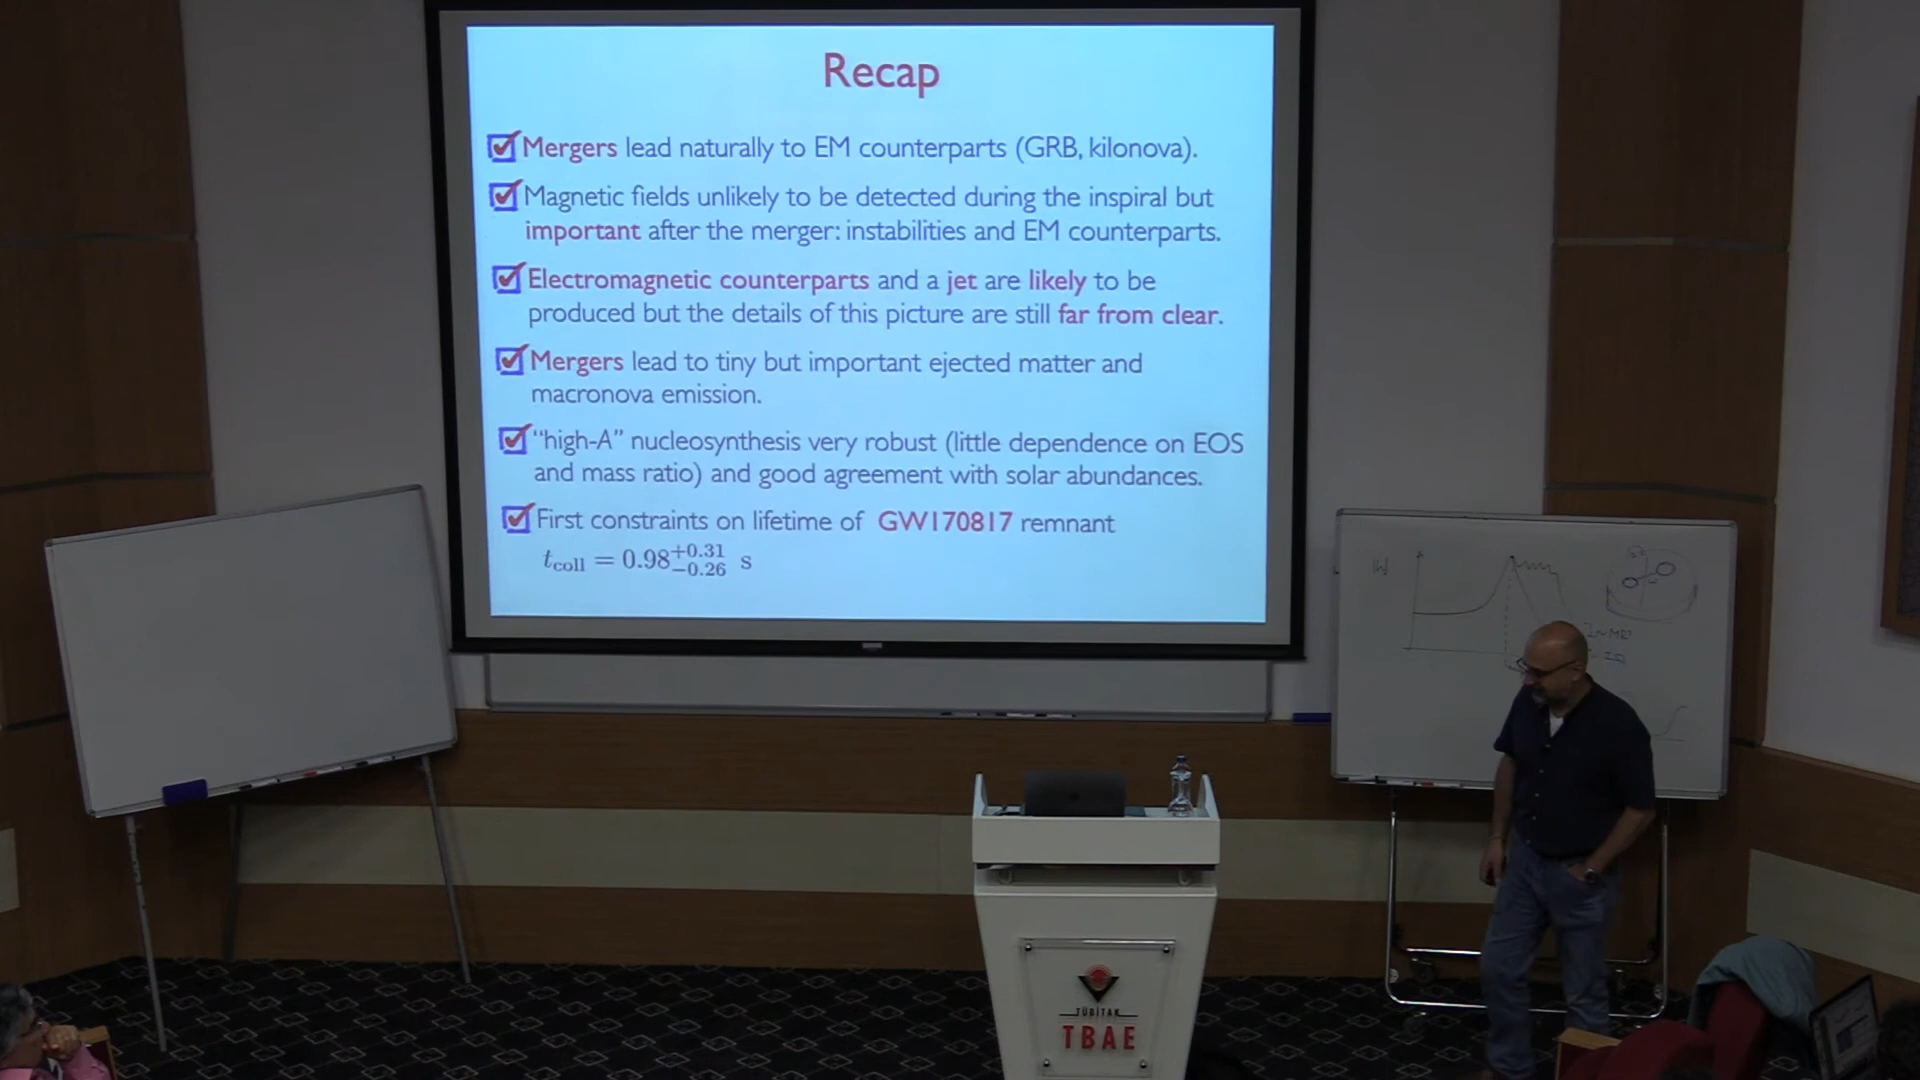 Recap
Mergers lead naturally to EM counterparts (GRB, kilonova).
Magnetic fields unlikely to be detected during the inspiral but
important after the merger: instabilities and EM counterparts.
Electromagnetic counterparts and a jet are likely to be
produced but the details of this picture are still far from clear.
Mergers lead to tiny but important ejected matter and
macronova emission.
“high-A” nucleosynthesis very robust (little dependence on EOS
and mass ratio) and good agreement with solar abundances.
First constraints on lifetime of GW170817 remnant
t_coll = 0.98^{+0.31}_{-0.26} s
TÜBİTAK
TBAE